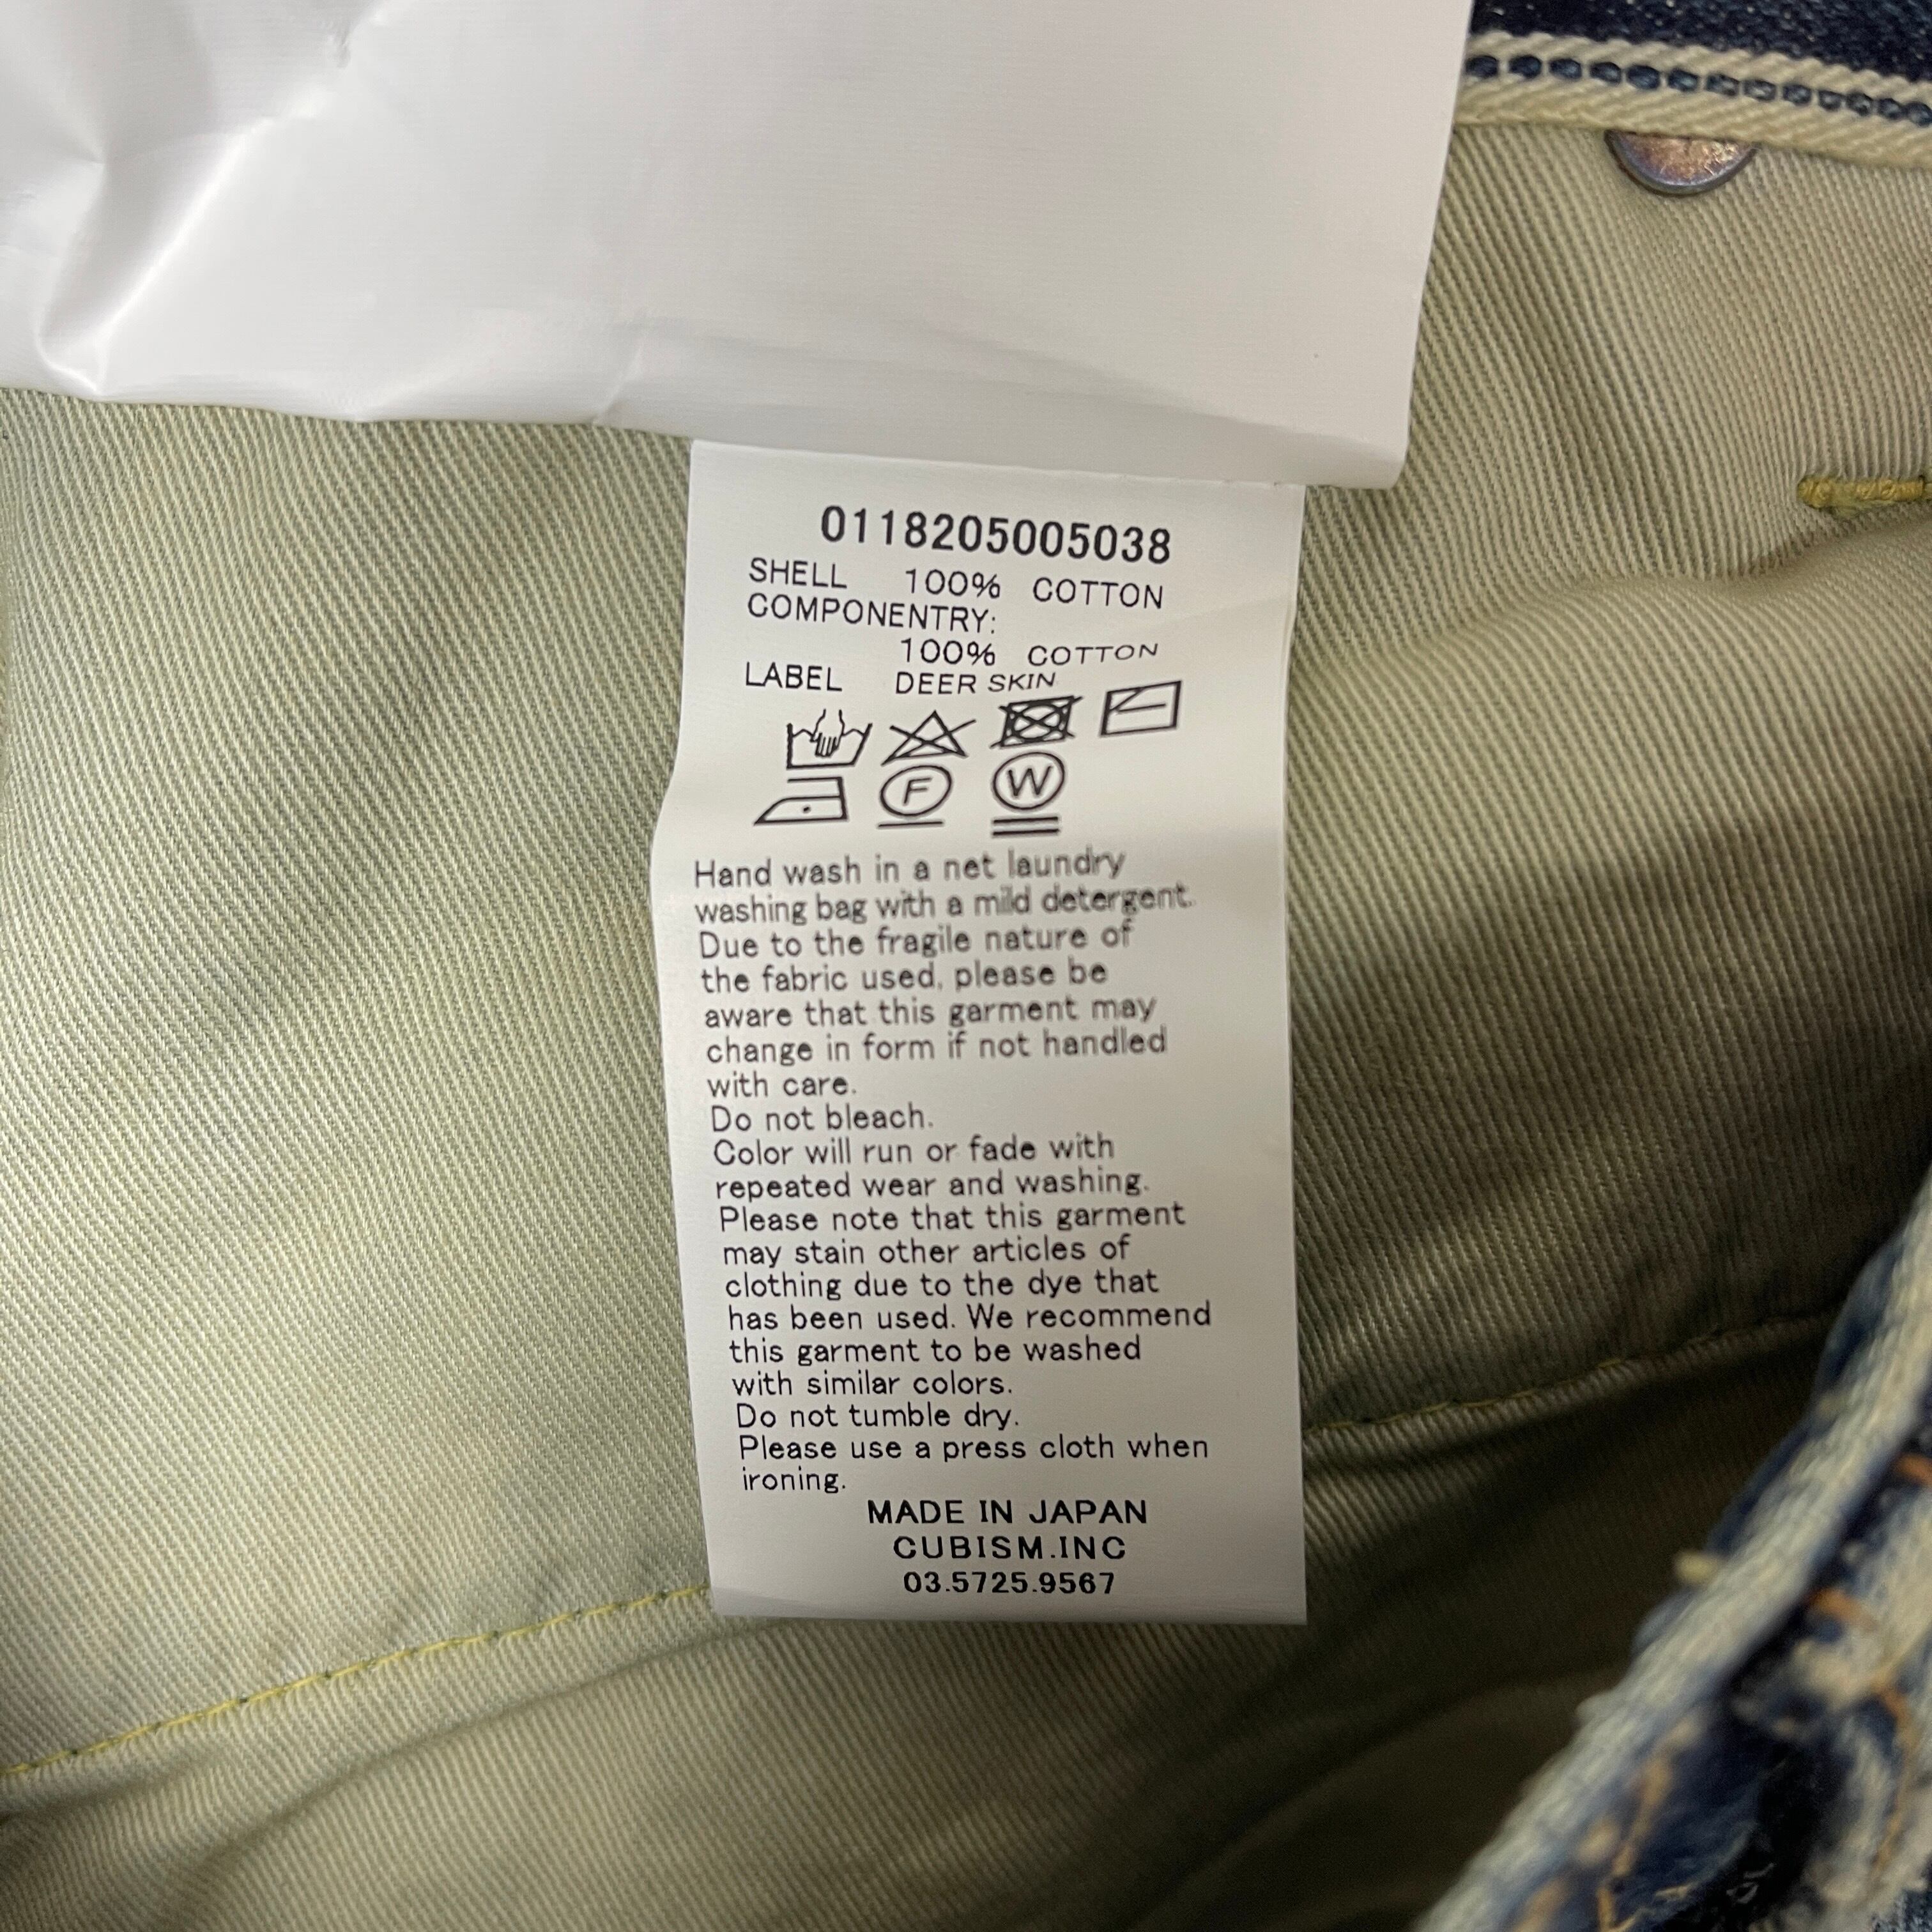 0118205005038
SHELL 100% COTTON
COMPONENTRY:
100% COTTON
LABEL DEER SKIN
F W
Hand wash in a net laundry
washing bag with a mild detergent.
Due to the fragile nature of
the fabric used, please be
aware that this garment may
change in form if not handled
with care.
Do not bleach.
Color will run or fade with
repeated wear and washing.
Please note that this garment
may stain other articles of
clothing due to the dye that
has been used. We recommend
this garment to be washed
with similar colors.
Do not tumble dry.
Please use a press cloth when
ironing.
MADE IN JAPAN
CUBISM.INC
03.5725.9567